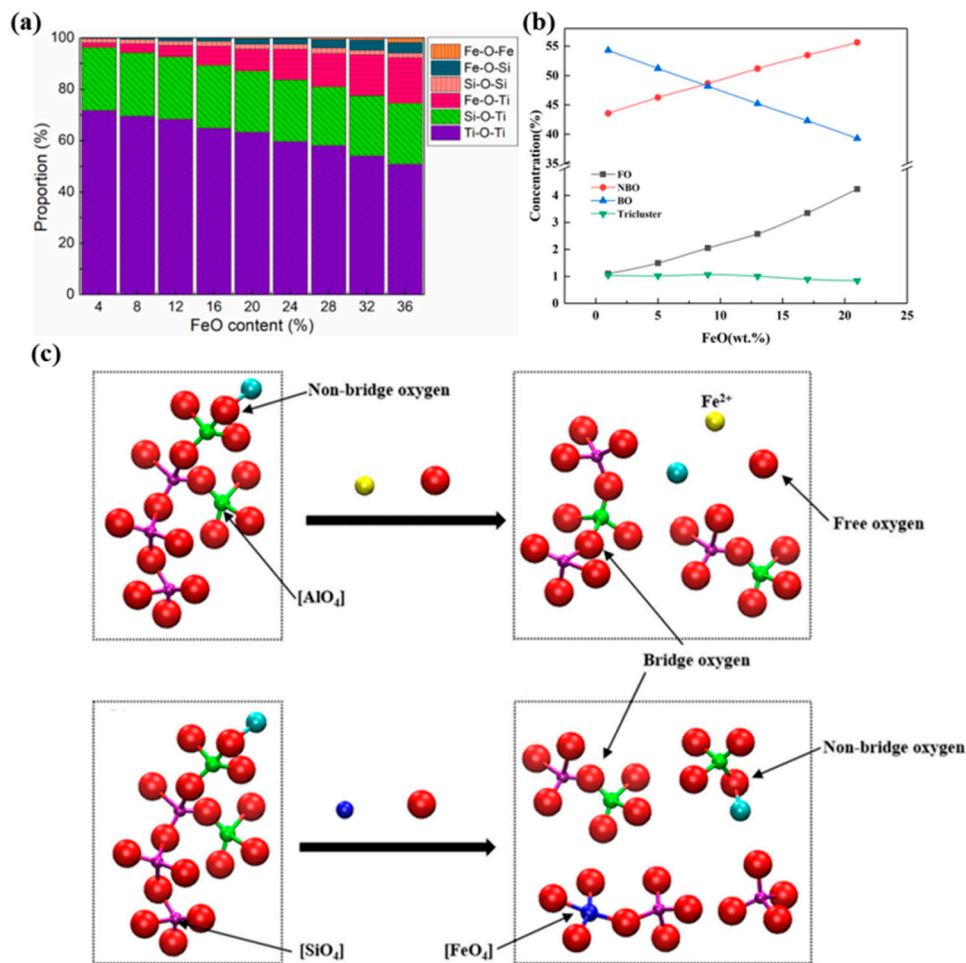 (a)
100
80
60
40
20
0
Proportion (%)
4 8 12 16 20 24 28 32 36
FeO content (%)
Fe-O-Fe
Fe-O-Si
Si-O-Si
Fe-O-Ti
Si-O-Ti
Ti-O-Ti
(b)
55
50
45
40
35
4
3
2
1
0
Concentration(%)
FO
NBO
BO
Tricluster
0 5 10 15 20 25
FeO(wt.%)
(c)
Non-bridge oxygen
[AlO₄]
Fe²⁺
Free oxygen
Bridge oxygen
Non-bridge oxygen
[SiO₄]
[FeO₄]